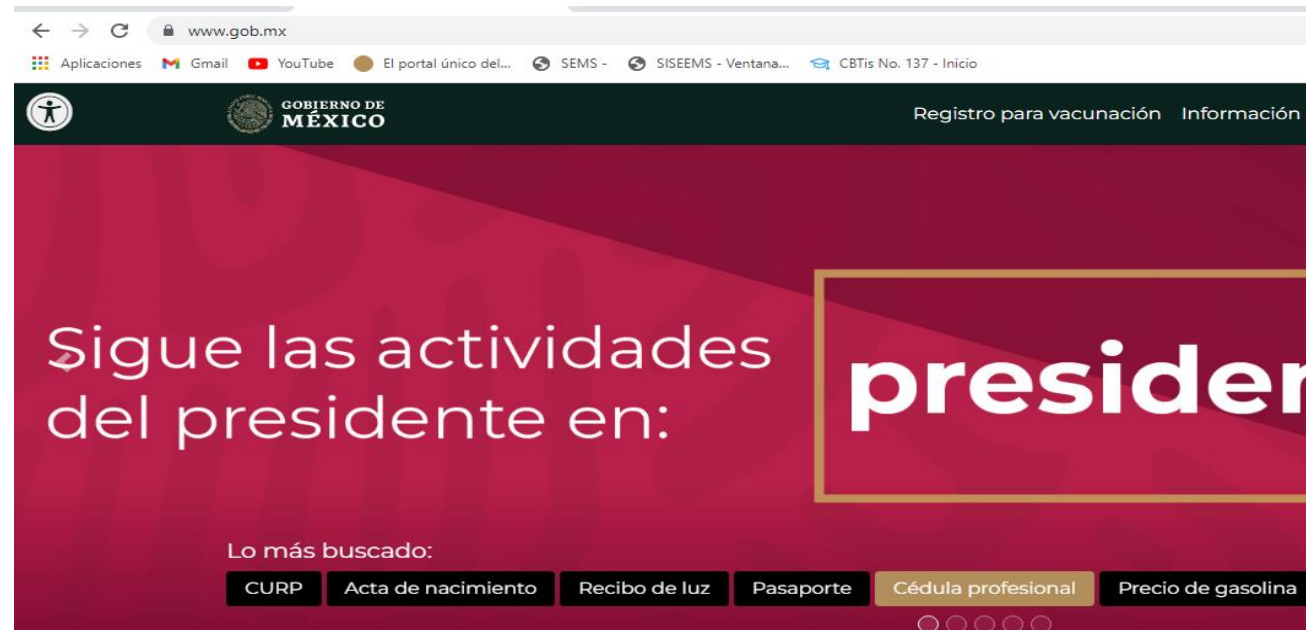 www.gob.mx
Aplicaciones Gmail YouTube El portal único del... SEMS - SISEEMS - Ventana... CBTis No. 137 - Inicio
GOBIERNO DE
MÉXICO
Registro para vacunación Información
Sigue las actividades
del presidente en:
presiden
Lo más buscado:
CURP Acta de nacimiento Recibo de luz Pasaporte Cédula profesional Precio de gasolina